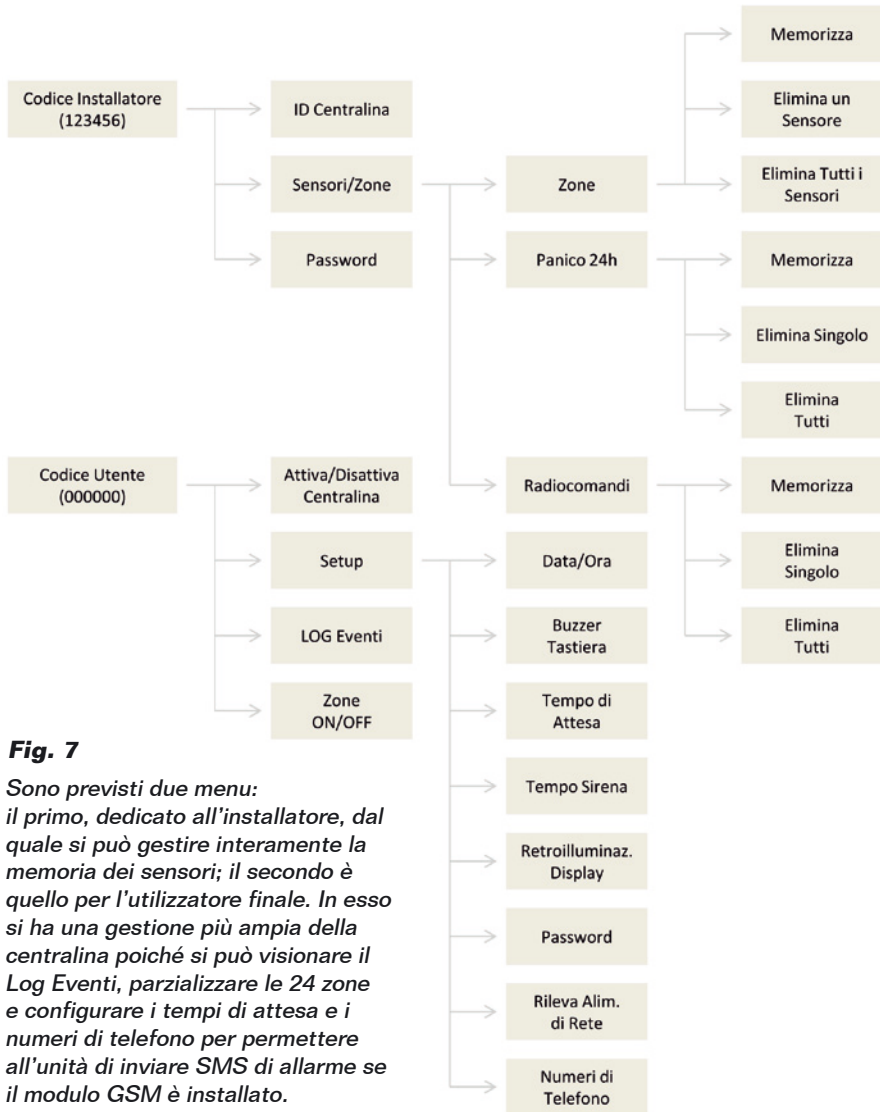 Codice Installatore
(123456)
ID Centralina
Sensori/Zone
Password
Zone
Memorizza
Elimina un
Sensore
Elimina Tutti i
Sensori
Panico 24h
Memorizza
Elimina Singolo
Elimina
Tutti
Radiocomandi
Memorizza
Elimina
Singolo
Elimina
Tutti
Codice Utente
(000000)
Attiva/Disattiva
Centralina
Setup
LOG Eventi
Zone
ON/OFF
Data/Ora
Buzzer
Tastiera
Tempo di
Attesa
Tempo Sirena
Retroilluminaz.
Display
Password
Rileva Alim.
di Rete
Numeri di
Telefono
Fig. 7
Sono previsti due menu:
il primo, dedicato all'installatore, dal
quale si può gestire interamente la
memoria dei sensori; il secondo è
quello per l'utilizzatore finale. In esso
si ha una gestione più ampia della
centralina poiché si può visionare il
Log Eventi, parzializzare le 24 zone
e configurare i tempi di attesa e i
numeri di telefono per permettere
all'unità di inviare SMS di allarme se
il modulo GSM è installato.